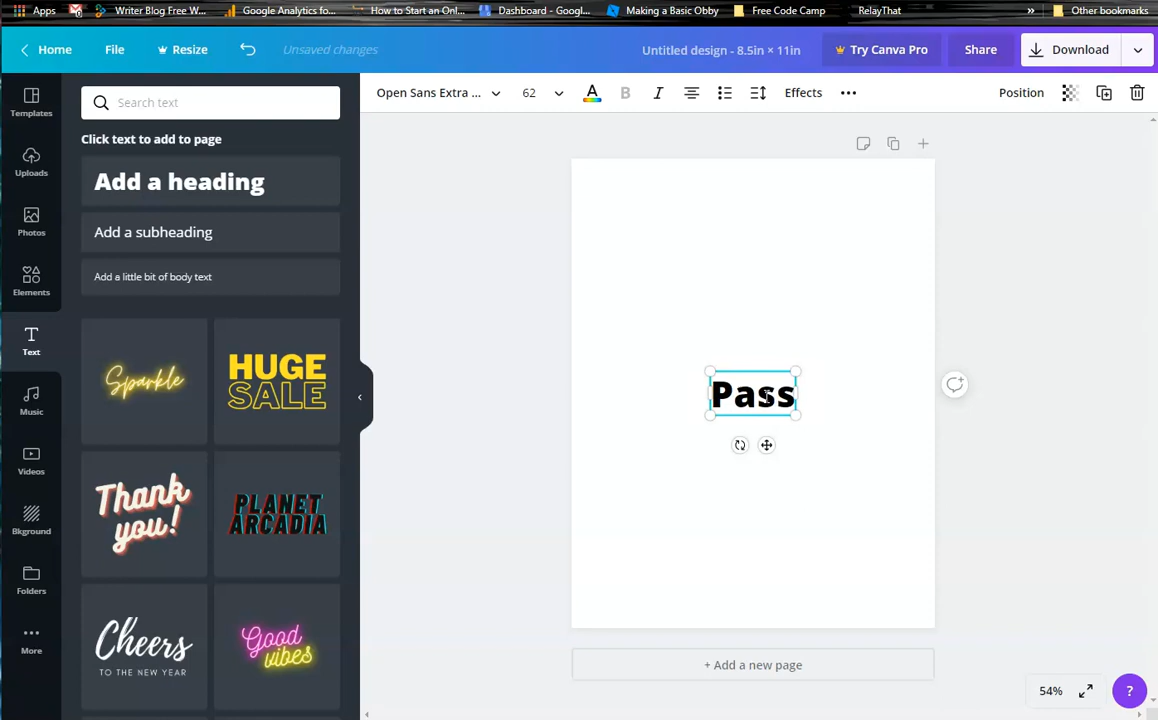 Apps
Writer Blog Free W...
Google Analytics fo...
How to Start an Onl...
Dashboard - Googl...
Making a Basic Obby
Free Code Camp
RelayThat
»
Other bookmarks
Home
File
Resize
Unsaved changes
Untitled design - 8.5in × 11in
Try Canva Pro
Share
Download
Templates
Uploads
Photos
Elements
Text
Music
Videos
Bkground
Folders
More
Search text
Click text to add to page
Add a heading
Add a subheading
Add a little bit of body text
Sparkle
HUGE
SALE
Thank
you!
PLANET
ARCADIA
Cheers
TO THE NEW YEAR
Good
vibes
Open Sans Extra ...
62
A
B
I
Effects
Position
Pass
+ Add a new page
54%
?